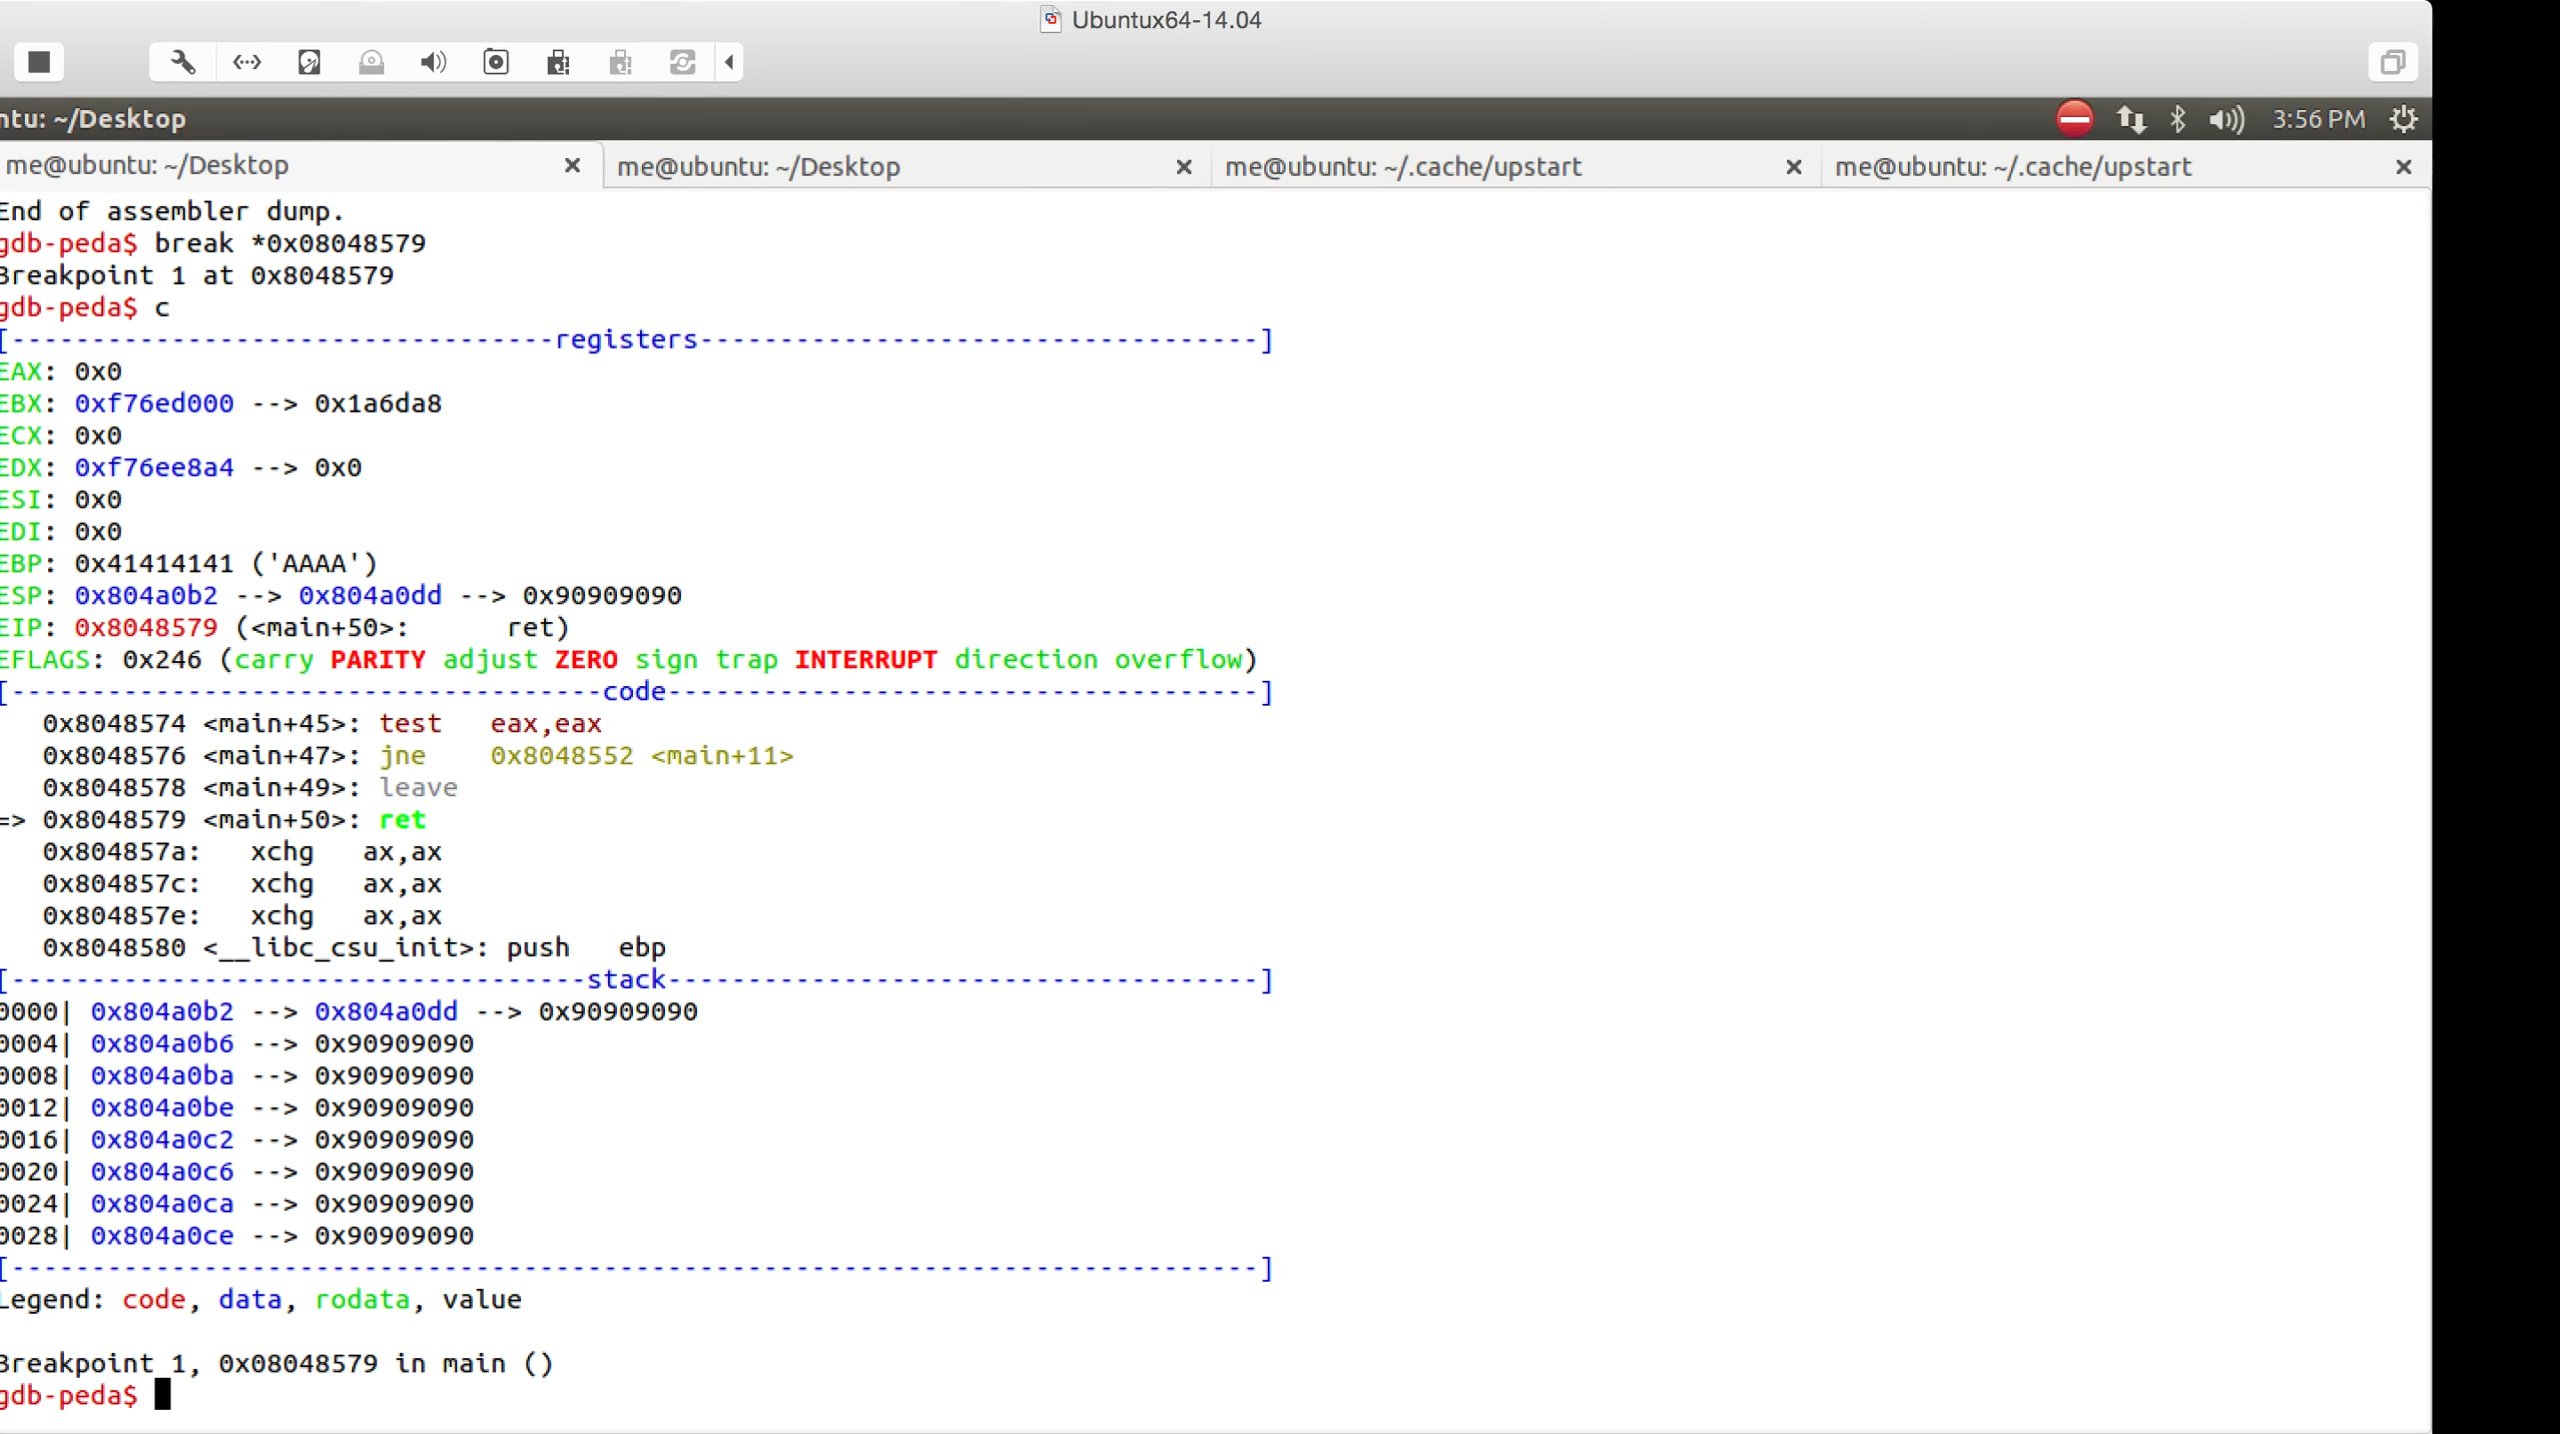 Ubuntux64-14.04
ntu: ~/Desktop
3:56 PM
me@ubuntu: ~/Desktop
me@ubuntu: ~/Desktop
me@ubuntu: ~/.cache/upstart
me@ubuntu: ~/.cache/upstart
End of assembler dump.
gdb-peda$ break *0x08048579
Breakpoint 1 at 0x8048579
gdb-peda$ c
[----------------------------------registers-----------------------------------]
EAX: 0x0
EBX: 0xf76ed000 --> 0x1a6da8
ECX: 0x0
EDX: 0xf76ee8a4 --> 0x0
ESI: 0x0
EDI: 0x0
EBP: 0x41414141 ('AAAA')
ESP: 0x804a0b2 --> 0x804a0dd --> 0x90909090
EIP: 0x8048579 (<main+50>:      ret)
EFLAGS: 0x246 (carry PARITY adjust ZERO sign trap INTERRUPT direction overflow)
[-------------------------------------code-------------------------------------]
0x8048574 <main+45>: test   eax,eax
0x8048576 <main+47>: jne    0x8048552 <main+11>
0x8048578 <main+49>: leave
=> 0x8048579 <main+50>: ret
0x804857a:   xchg   ax,ax
0x804857c:   xchg   ax,ax
0x804857e:   xchg   ax,ax
0x8048580 <__libc_csu_init>: push   ebp
[------------------------------------stack-------------------------------------]
0000| 0x804a0b2 --> 0x804a0dd --> 0x90909090
0004| 0x804a0b6 --> 0x90909090
0008| 0x804a0ba --> 0x90909090
0012| 0x804a0be --> 0x90909090
0016| 0x804a0c2 --> 0x90909090
0020| 0x804a0c6 --> 0x90909090
0024| 0x804a0ca --> 0x90909090
0028| 0x804a0ce --> 0x90909090
[------------------------------------------------------------------------------]
Legend: code, data, rodata, value
Breakpoint 1, 0x08048579 in main ()
gdb-peda$